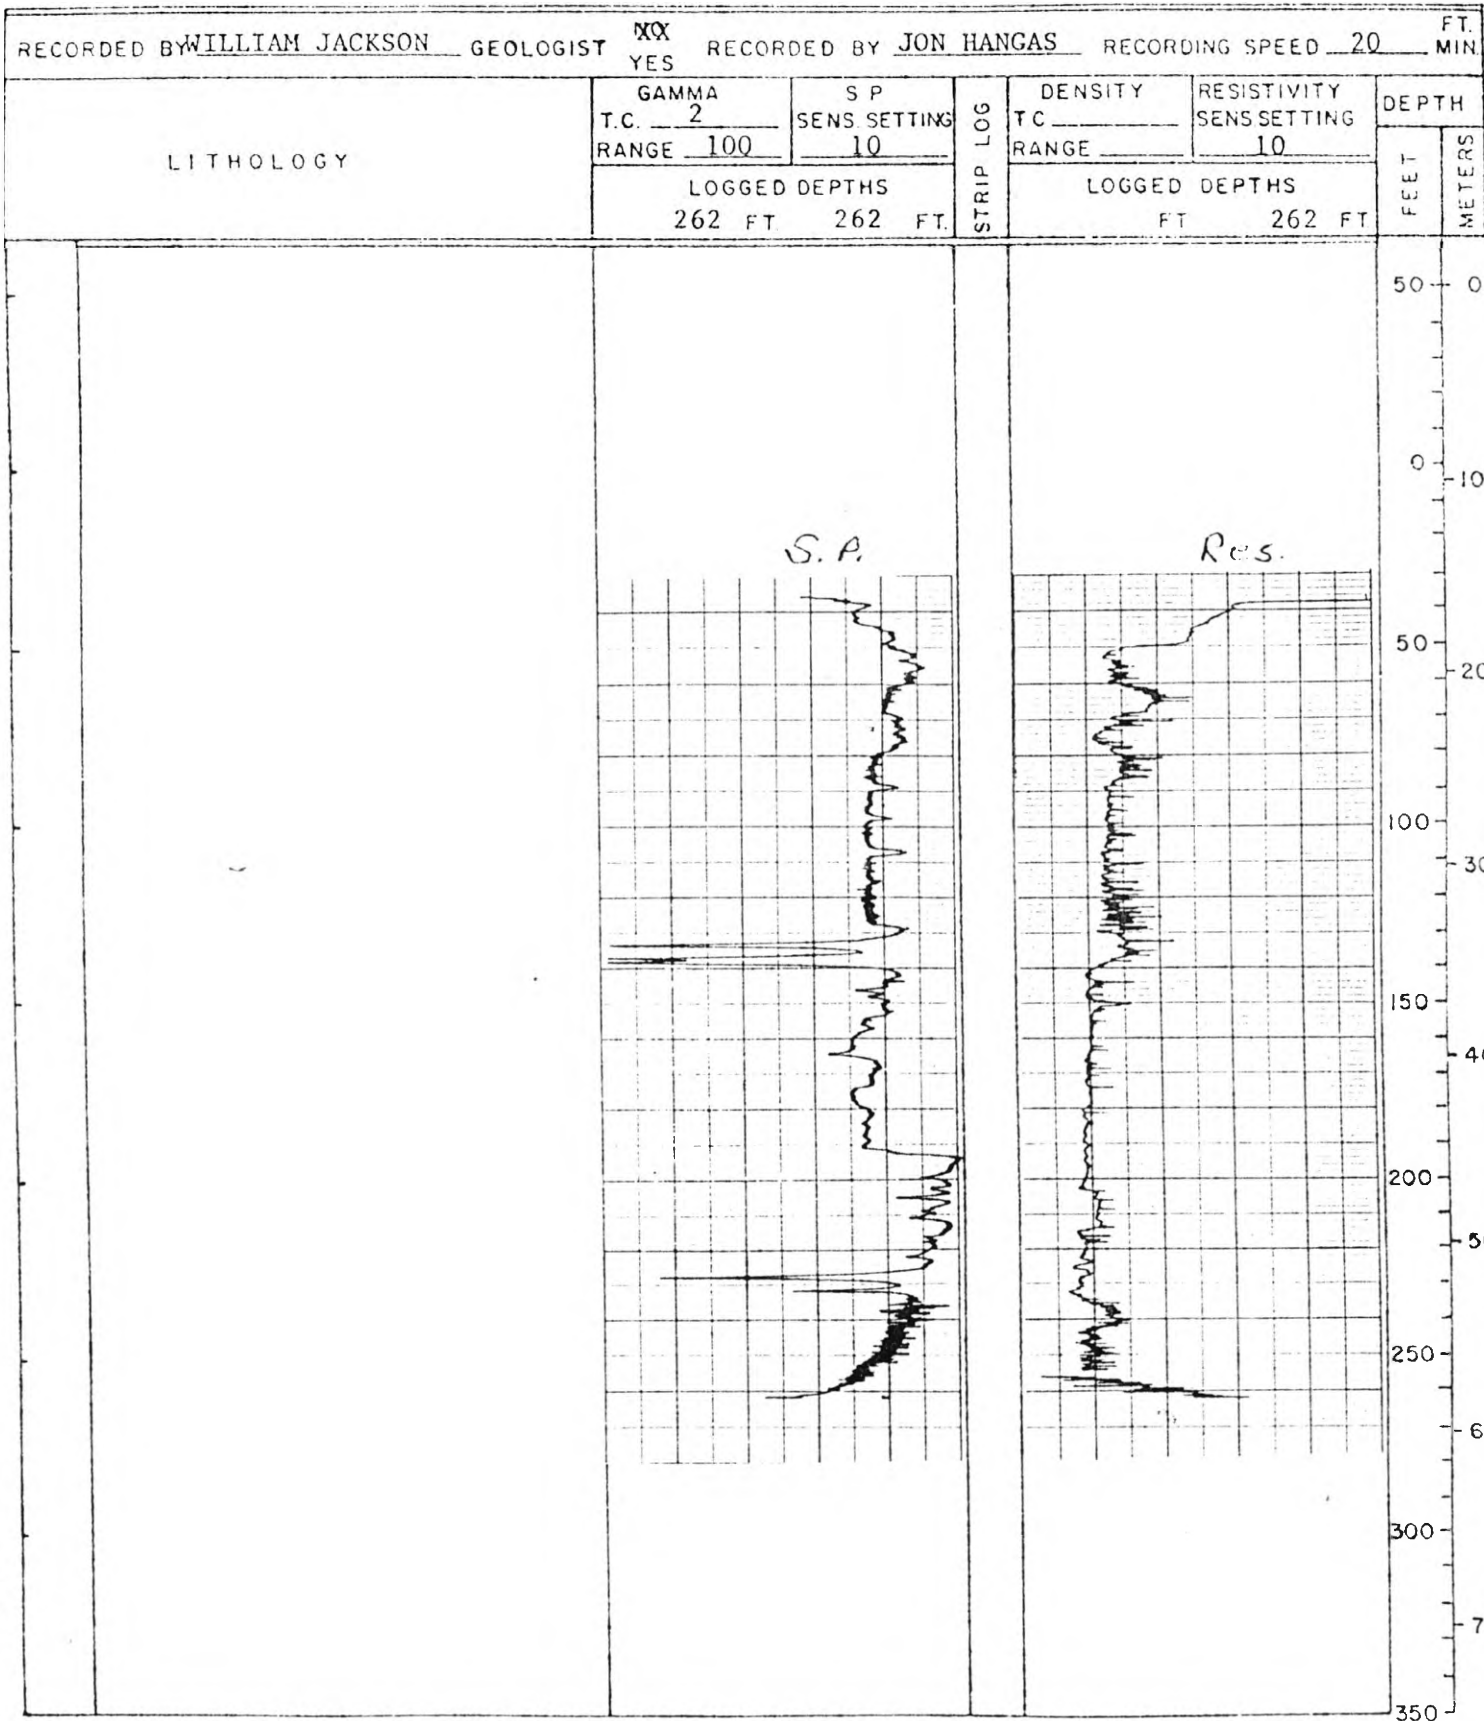 RECORDED BY WILLIAM JACKSON GEOLOGIST XX YES RECORDED BY JON HANGAS RECORDING SPEED 20 FT. MIN.
LITHOLOGY
GAMMA
T.C. 2
RANGE 100
S P
SENS. SETTING
10
LOGGED DEPTHS
262 FT. 262 FT.
STRIP LOG
DENSITY
T C
RANGE
RESISTIVITY
SENS SETTING
10
LOGGED DEPTHS
FT 262 FT
DEPTH
FEET
METERS
50 0
0 -10
S.P.
Res.
50
100
150
200
250
300
350